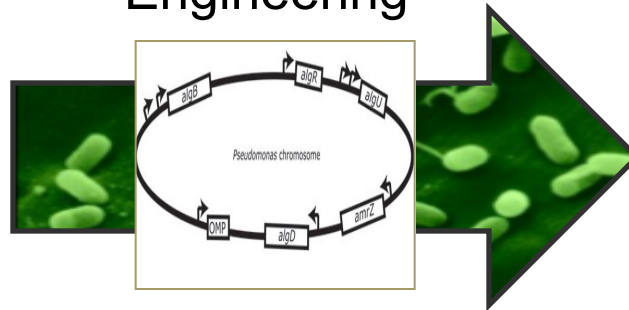 Engineering
algB
algR
algU
Pseudomonas chromosome
OMP
algD
amrZ